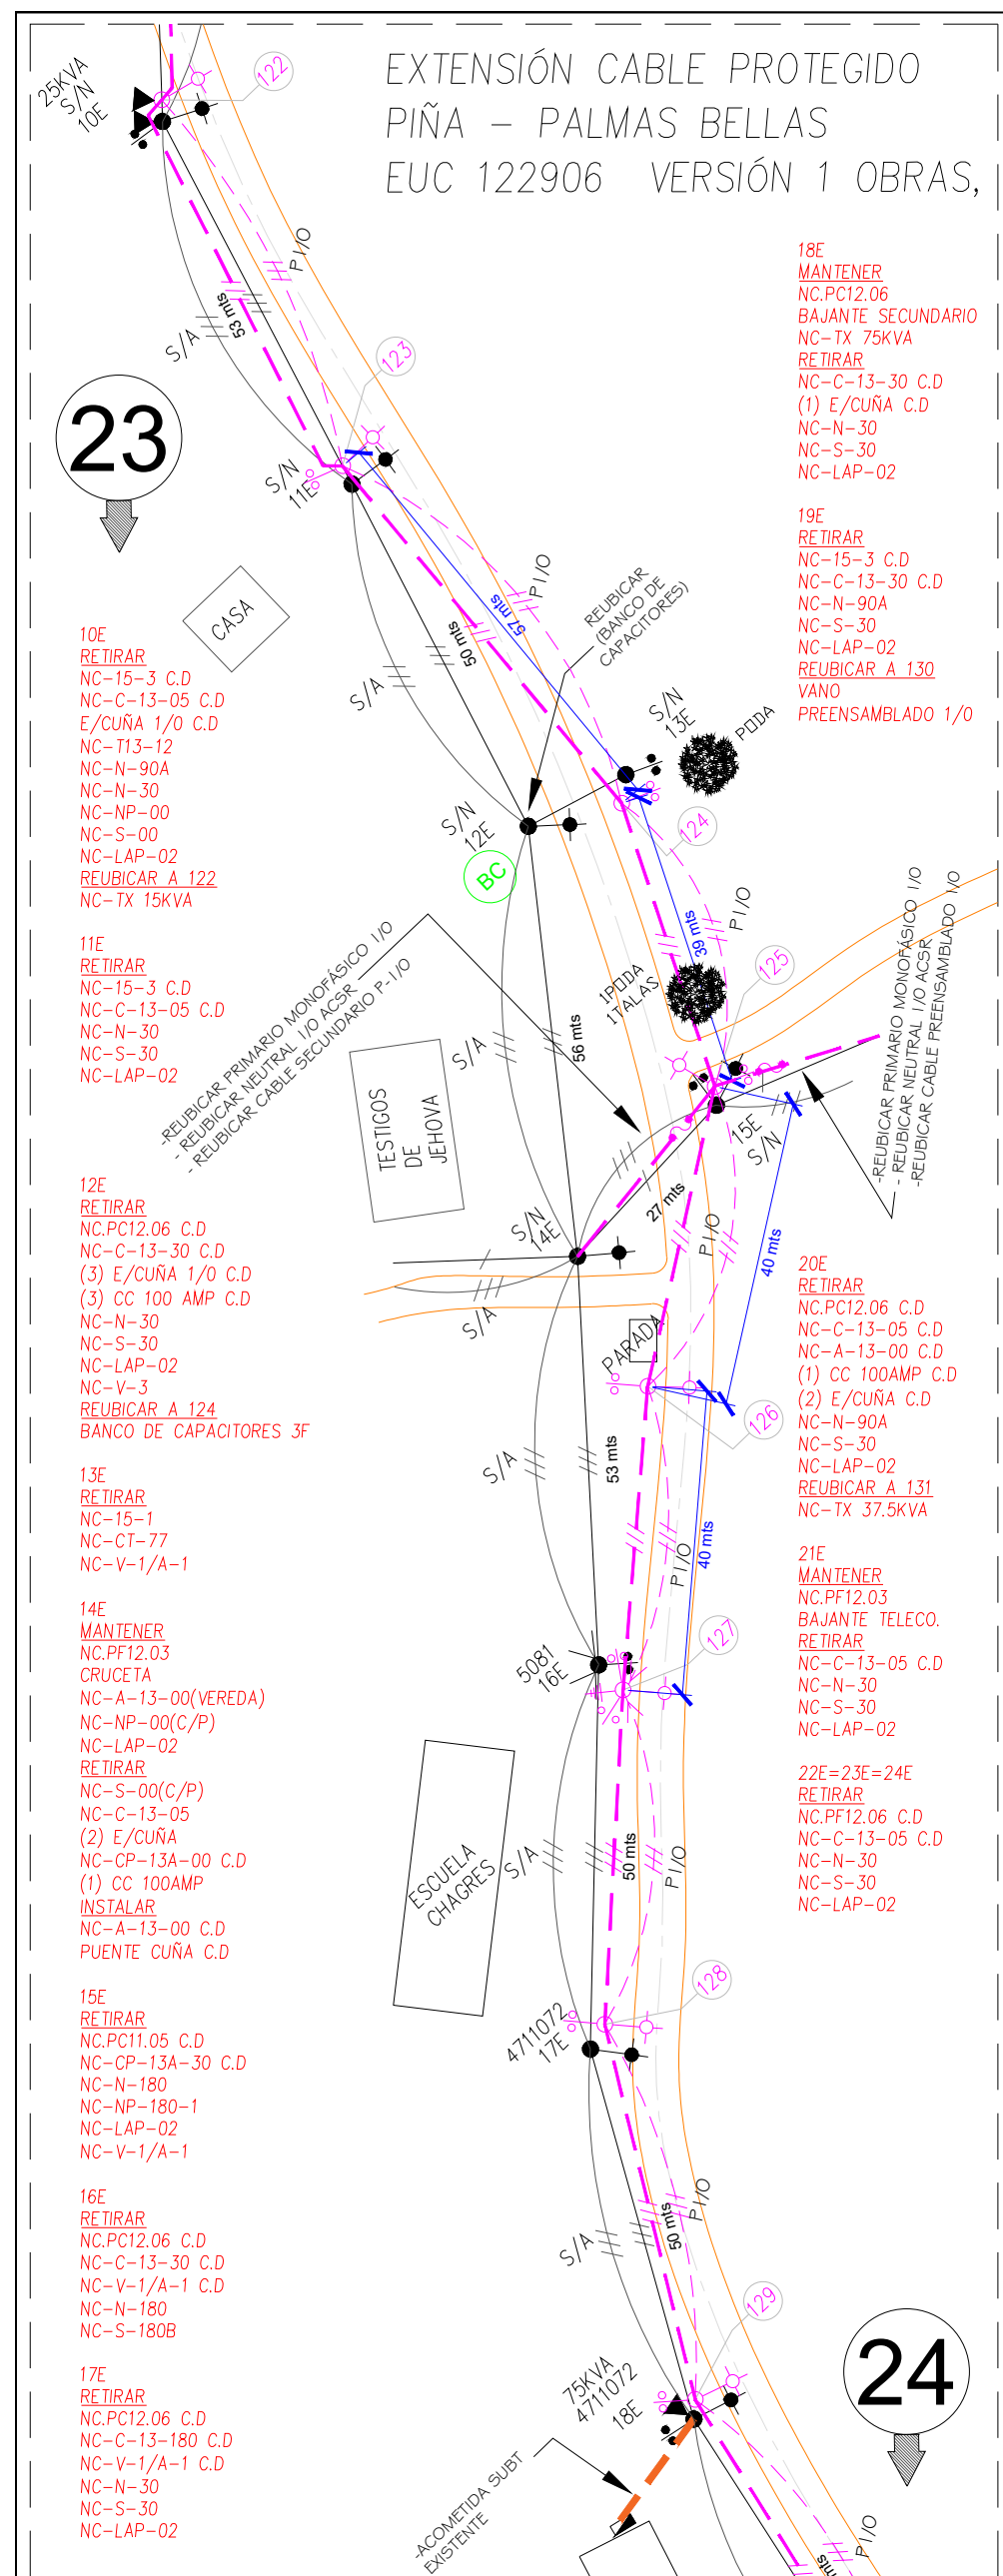 EXTENSIÓN CABLE PROTEGIDO
PIÑA - PALMAS BELLAS
EUC 122906 VERSIÓN 1 OBRAS,
25KVA
S/N
10E
122
P I/O
53 mts
S/A
123
23
S/N
11E
CASA
P I/O
57 mts
50 mts
S/A
REUBICAR
(BANCO DE
CAPACITORES)
S/N
13E
PODA
S/N
12E
124
BC
P I/O
39 mts
125
1PODA
1TALAS
-REUBICAR PRIMARIO MONOFÁSICO I/O
- REUBICAR NEUTRAL I/O ACSR
- REUBICAR CABLE SECUNDARIO P-I/O
S/A
56 mts
TESTIGOS
DE
JEHOVA
15E
S/N
-REUBICAR PRIMARIO MONOFÁSICO I/O
- REUBICAR NEUTRAL I/O ACSR
-REUBICAR CABLE PREENSAMBLADO I/O
27 mts
S/N
14E
P I/O
40 mts
S/A
PARADA
126
S/A
53 mts
P I/O
40 mts
127
5081
16E
ESCUELA
CHAGRES
S/A
50 mts
P I/O
128
4711072
17E
S/A
50 mts
P I/O
129
24
75KVA
4711072
18E
-ACOMETIDA SUBT
EXISTENTE
P I/O
mts
10E
RETIRAR
NC-15-3 C.D
NC-C-13-05 C.D
E/CUÑA 1/0 C.D
NC-T13-12
NC-N-90A
NC-N-30
NC-NP-00
NC-S-00
NC-LAP-02
REUBICAR A 122
NC-TX 15KVA
11E
RETIRAR
NC-15-3 C.D
NC-C-13-05 C.D
NC-N-30
NC-S-30
NC-LAP-02
12E
RETIRAR
NC.PC12.06 C.D
NC-C-13-30 C.D
(3) E/CUÑA 1/0 C.D
(3) CC 100 AMP C.D
NC-N-30
NC-S-30
NC-LAP-02
NC-V-3
REUBICAR A 124
BANCO DE CAPACITORES 3F
13E
RETIRAR
NC-15-1
NC-CT-77
NC-V-1/A-1
14E
MANTENER
NC.PF12.03
CRUCETA
NC-A-13-00(VEREDA)
NC-NP-00(C/P)
NC-LAP-02
RETIRAR
NC-S-00(C/P)
NC-C-13-05
(2) E/CUÑA
NC-CP-13A-00 C.D
(1) CC 100AMP
INSTALAR
NC-A-13-00 C.D
PUENTE CUÑA C.D
15E
RETIRAR
NC.PC11.05 C.D
NC-CP-13A-30 C.D
NC-N-180
NC-NP-180-1
NC-LAP-02
NC-V-1/A-1
16E
RETIRAR
NC.PC12.06 C.D
NC-C-13-30 C.D
NC-V-1/A-1 C.D
NC-N-180
NC-S-180B
17E
RETIRAR
NC.PC12.06 C.D
NC-C-13-180 C.D
NC-V-1/A-1 C.D
NC-N-30
NC-S-30
NC-LAP-02
18E
MANTENER
NC.PC12.06
BAJANTE SECUNDARIO
NC-TX 75KVA
RETIRAR
NC-C-13-30 C.D
(1) E/CUÑA C.D
NC-N-30
NC-S-30
NC-LAP-02
19E
RETIRAR
NC-15-3 C.D
NC-C-13-30 C.D
NC-N-90A
NC-S-30
NC-LAP-02
REUBICAR A 130
VANO
PREENSAMBLADO 1/0
20E
RETIRAR
NC.PC12.06 C.D
NC-C-13-05 C.D
NC-A-13-00 C.D
(1) CC 100AMP C.D
(2) E/CUÑA C.D
NC-N-90A
NC-S-30
NC-LAP-02
REUBICAR A 131
NC-TX 37.5KVA
21E
MANTENER
NC.PF12.03
BAJANTE TELECO.
RETIRAR
NC-C-13-05 C.D
NC-N-30
NC-S-30
NC-LAP-02
22E=23E=24E
RETIRAR
NC.PF12.06 C.D
NC-C-13-05 C.D
NC-N-30
NC-S-30
NC-LAP-02